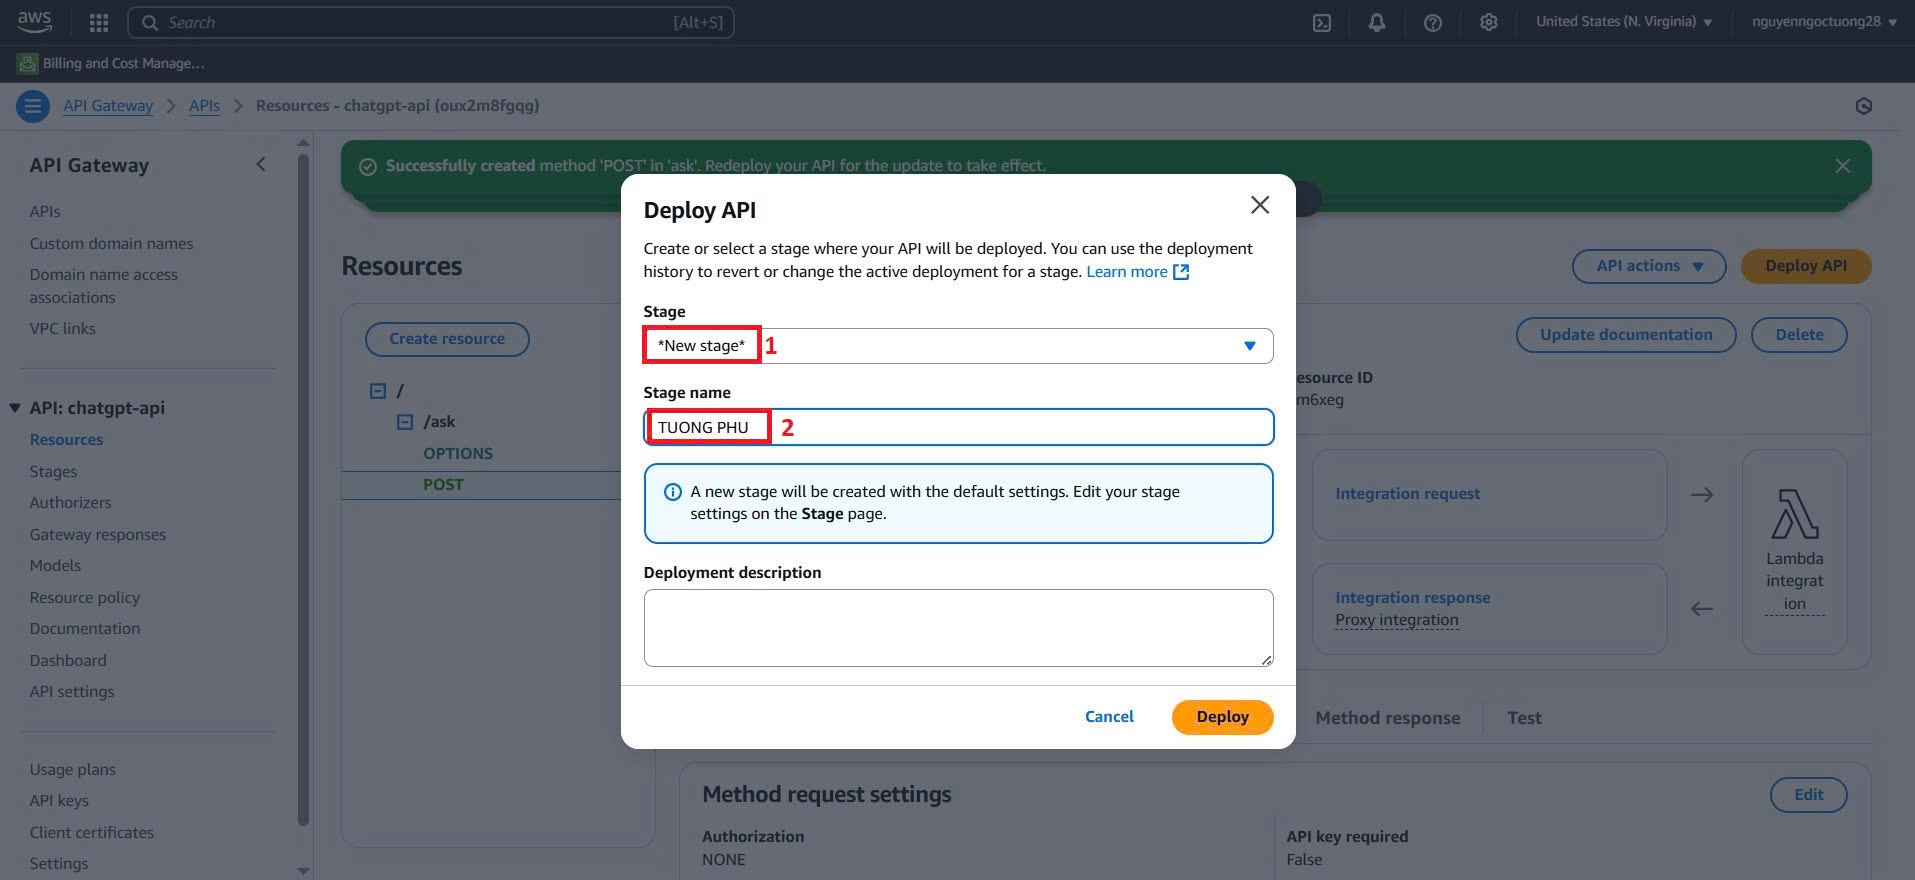 aws
Search [Alt+S]
United States (N. Virginia)
nguyenngoctuong28
Billing and Cost Manage...
API Gateway
APIs
Resources - chatgpt-api (oux2m8fgqg)
API Gateway
APIs
Custom domain names
Domain name access
associations
VPC links
API: chatgpt-api
Resources
Stages
Authorizers
Gateway responses
Models
Resource policy
Documentation
Dashboard
API settings
Usage plans
API keys
Client certificates
Settings
Successfully created method 'POST' in 'ask'. Redeploy your API for the update to take effect.
Resources
API actions
Deploy API
Create resource
/
/ask
OPTIONS
POST
Update documentation
Delete
esource ID
m6xeg
Integration request
Integration response
Proxy integration
Lambda
integrat
ion
Method response
Test
Method request settings
Edit
Authorization
NONE
API key required
False
Deploy API
Create or select a stage where your API will be deployed. You can use the deployment
history to revert or change the active deployment for a stage. Learn more
Stage
*New stage* 1
Stage name
TUONG PHU 2
A new stage will be created with the default settings. Edit your stage
settings on the Stage page.
Deployment description
Cancel
Deploy